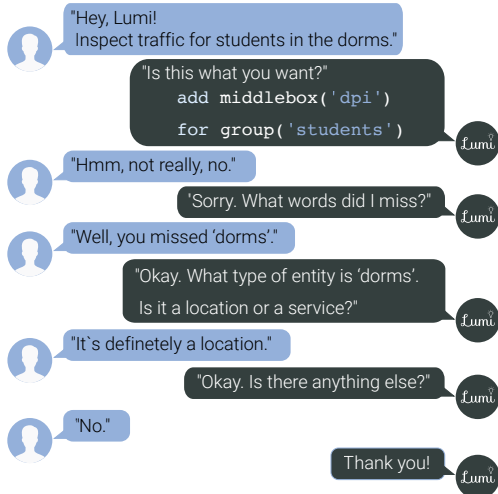 "Hey, Lumi!
Inspect traffic for students in the dorms."
"Is this what you want?"
add middlebox('dpi')
for group('students')
Lumi
"Hmm, not really, no."
'Sorry. What words did I miss?"
Lumi
"Well, you missed ‘dorms’."
"Okay. What type of entity is ‘dorms’.
Is it a location or a service?"
Lumi
"It`s definetely a location."
"Okay. Is there anything else?"
Lumi
"No."
Thank you!
Lumi